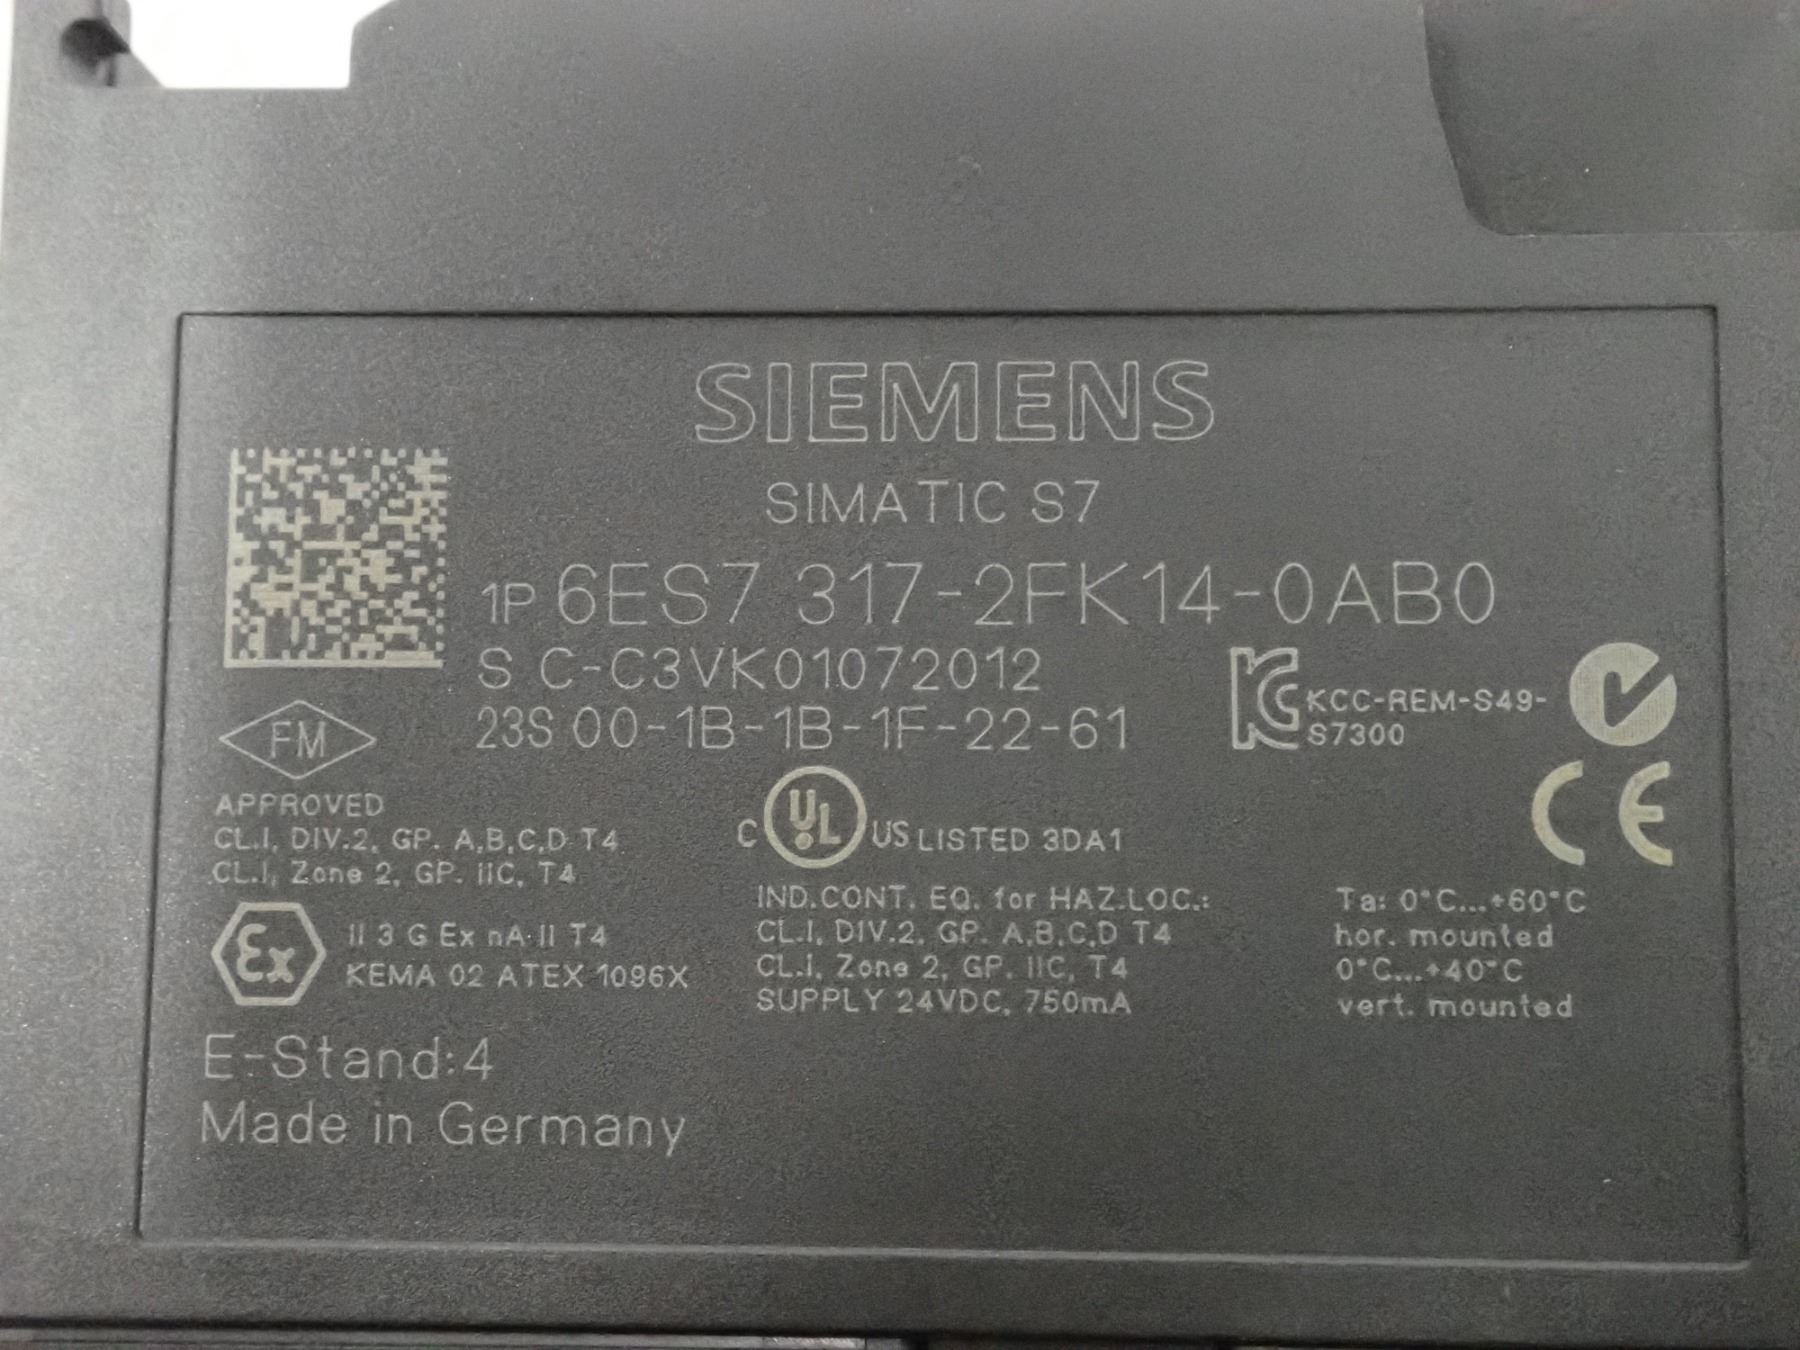 SIEMENS
SIMATIC S7
1P 6ES7 317-2FK14-0AB0
S C-C3VK01072012
23S 00-1B-1B-1F-22-61
KCC-REM-S49-
S7300
FM
APPROVED
CL.I, DIV.2, GP. A,B,C,D T4
CL.I, Zone 2, GP. IIC, T4
C UL US LISTED 3DA1
CE
Ex
II 3 G Ex nA II T4
KEMA 02 ATEX 1096X
IND.CONT. EQ. for HAZ.LOC.:
CL.I, DIV.2, GP. A,B,C,D T4
CL.I, Zone 2, GP. IIC, T4
SUPPLY 24VDC, 750mA
Ta: 0°C...+60°C
hor. mounted
0°C...+40°C
vert. mounted
E-Stand:4
Made in Germany